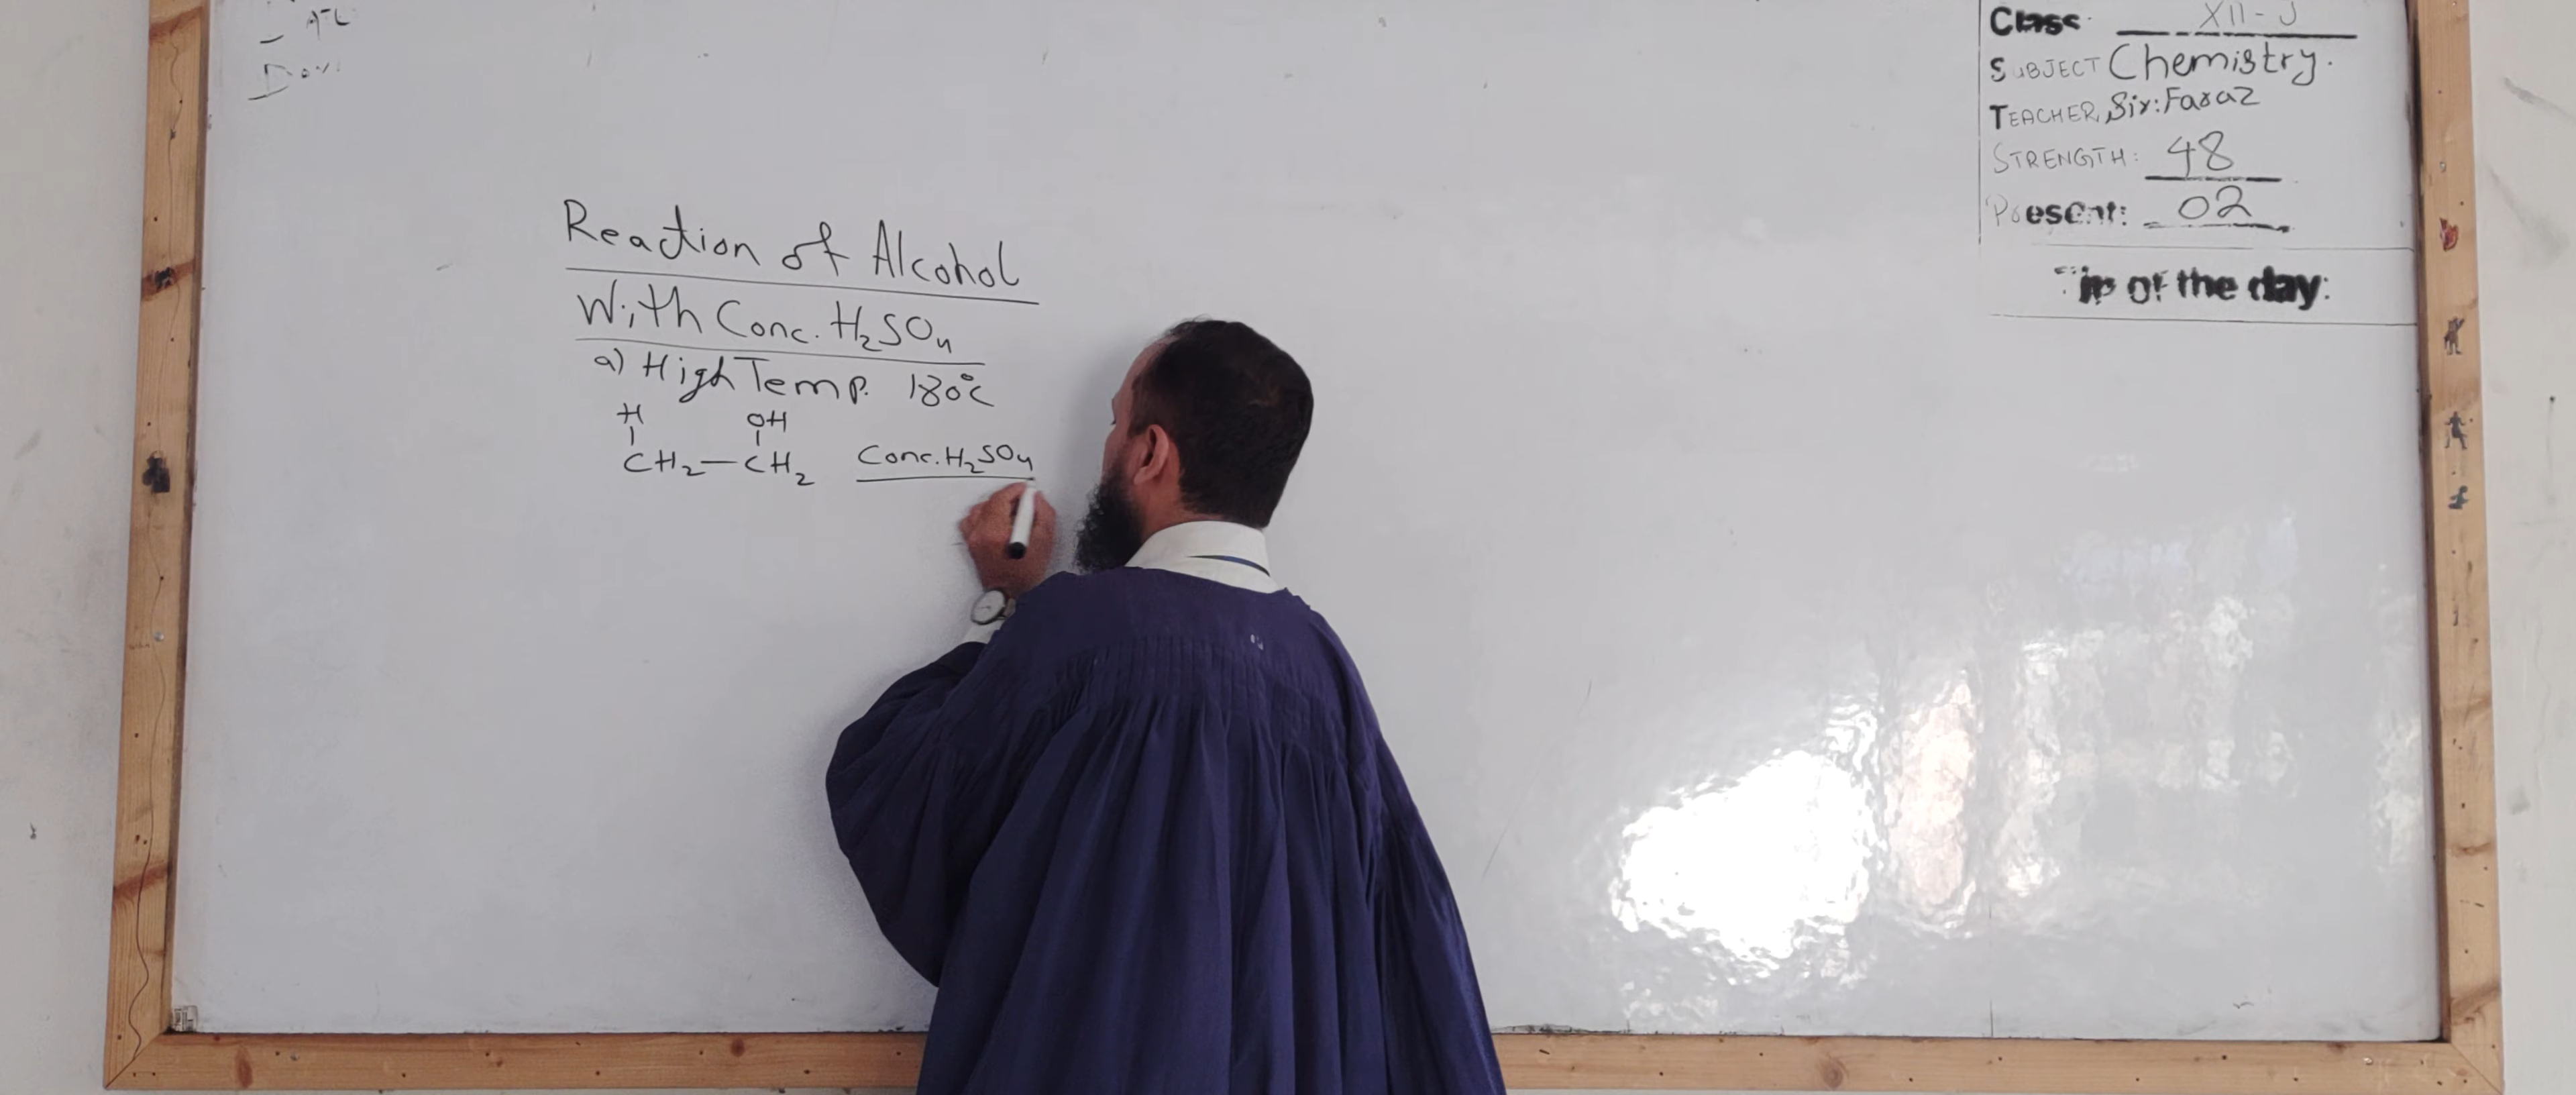 Class XII-J
SUBJECT Chemistry.
TEACHER, Sir: Faraz
STRENGTH: 48
Present: 02
of the day:
Reaction of Alcohol
With Conc. H₂SO₄
a) High Temp. 180°C
H OH
CH₂—CH₂ Conc. H₂SO₄